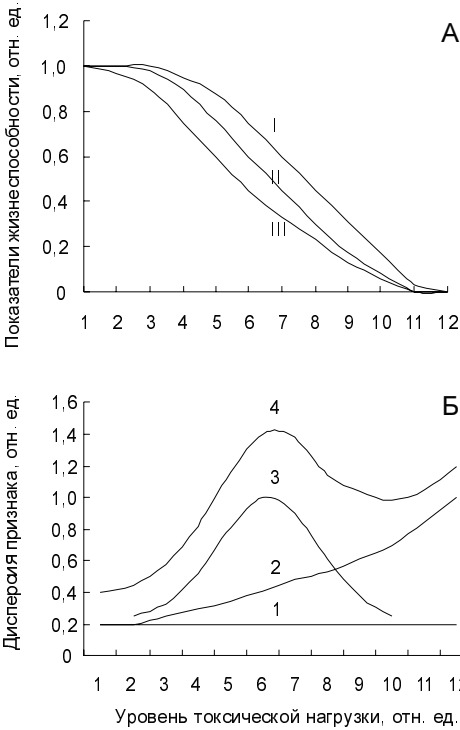 Показатели жизнеспособности, отн. ед.
А
1,2
1,0
0,8
0,6
0,4
0,2
0
I
II
III
1 2 3 4 5 6 7 8 9 10 11 12
Дисперсия признака, отн. ед.
Б
1,6
1,4
1,2
1,0
0,8
0,6
0,4
0,2
0
4
3
2
1
1 2 3 4 5 6 7 8 9 10 11 12
Уровень токсической нагрузки, отн. ед.